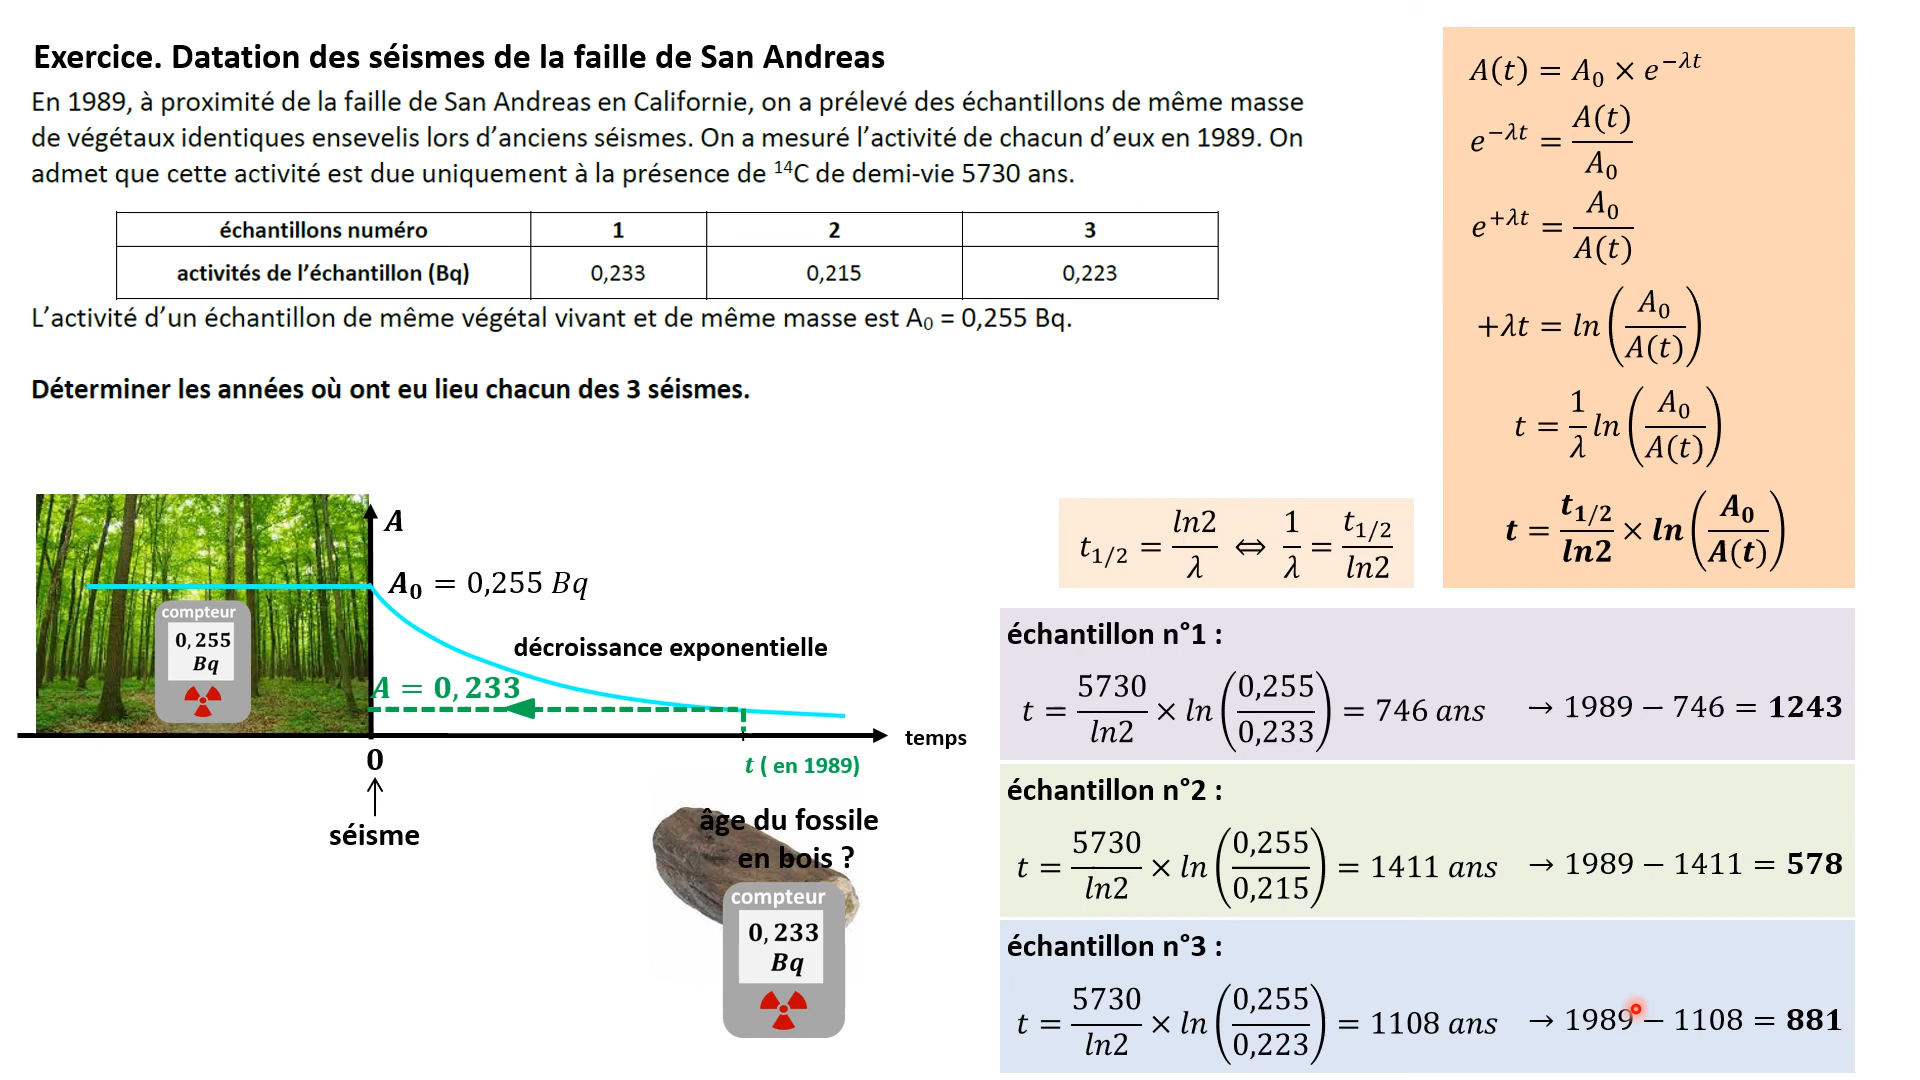 Exercice. Datation des séismes de la faille de San Andreas
En 1989, à proximité de la faille de San Andreas en Californie, on a prélevé des échantillons de même masse
de végétaux identiques ensevelis lors d’anciens séismes. On a mesuré l’activité de chacun d’eux en 1989. On
admet que cette activité est due uniquement à la présence de ¹⁴C de demi-vie 5730 ans.
échantillons numéro 1 2 3
activités de l’échantillon (Bq) 0,233 0,215 0,223
L’activité d’un échantillon de même végétal vivant et de même masse est A₀ = 0,255 Bq.
Déterminer les années où ont eu lieu chacun des 3 séismes.
A
A₀ = 0,255 Bq
compteur
0,255
Bq
décroissance exponentielle
A = 0,233
temps
0
t ( en 1989)
séisme
âge du fossile
en bois ?
compteur
0,233
Bq
A(t) = A₀ × e^{−λt}
e^{−λt} = A(t)/A₀
e^{+λt} = A₀/A(t)
+λt = ln(A₀/A(t))
t = 1/λ ln(A₀/A(t))
t = t_{1/2}/ln2 × ln(A₀/A(t))
t_{1/2} = ln2/λ ⇔ 1/λ = t_{1/2}/ln2
échantillon n°1 :
t = 5730/ln2 × ln(0,255/0,233) = 746 ans → 1989 − 746 = 1243
échantillon n°2 :
t = 5730/ln2 × ln(0,255/0,215) = 1411 ans → 1989 − 1411 = 578
échantillon n°3 :
t = 5730/ln2 × ln(0,255/0,223) = 1108 ans → 1989 − 1108 = 881